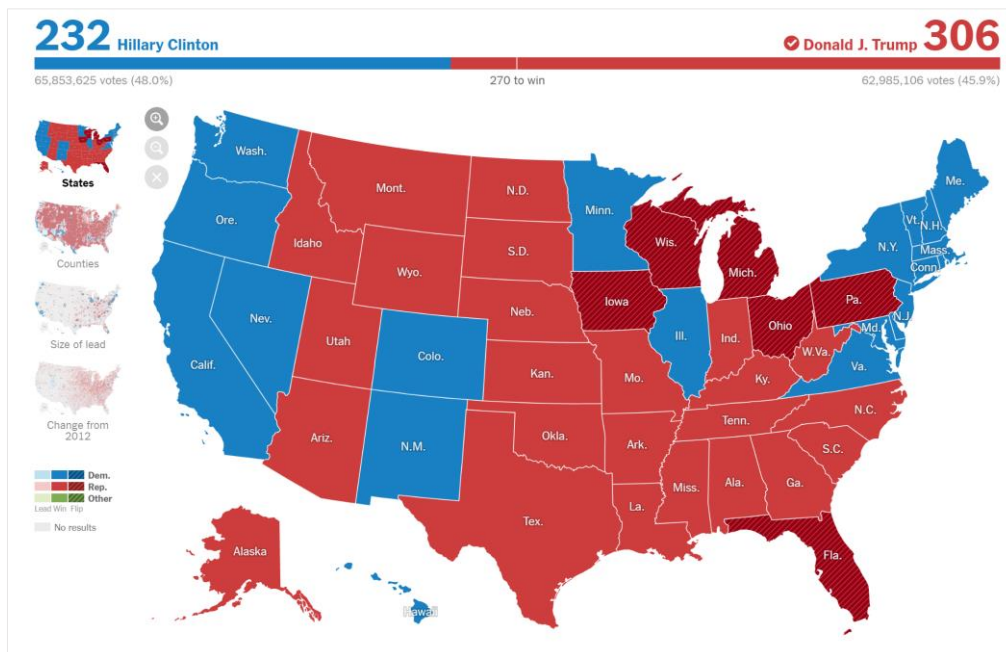 232 Hillary Clinton
Donald J. Trump 306
65,853,625 votes (48.0%)
270 to win
62,985,106 votes (45.9%)
States
Counties
Size of lead
Change from
2012
Dem.
Rep.
Other
Lead Win Flip
No results
Wash.
Ore.
Calif.
Nev.
Idaho
Mont.
Wyo.
Utah
Ariz.
Colo.
N.M.
N.D.
S.D.
Neb.
Kan.
Okla.
Tex.
Minn.
Iowa
Mo.
Ark.
La.
Wis.
Ill.
Mich.
Ind.
Ohio
Ky.
Tenn.
Miss.
Ala.
Ga.
Fla.
S.C.
N.C.
Va.
W.Va.
Md.
Pa.
N.J.
N.Y.
Conn.
Mass.
Vt.
N.H.
Me.
Alaska
Hawaii